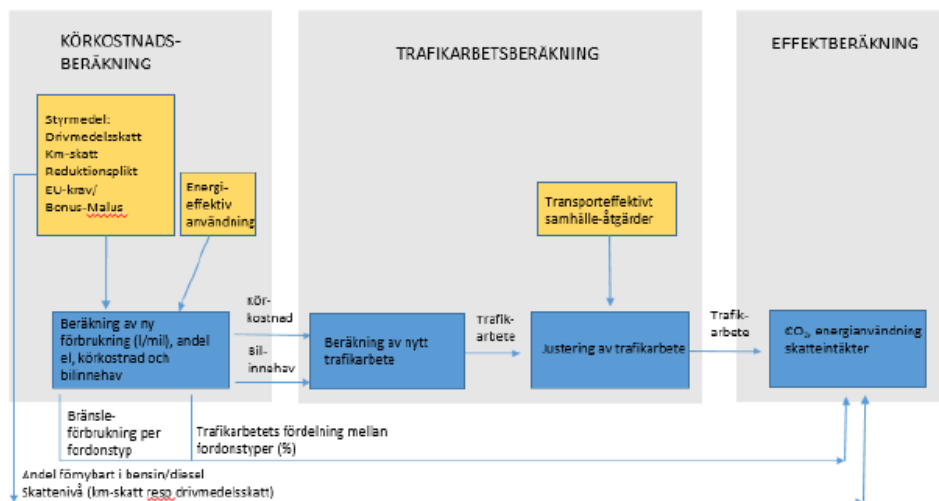 KÖRKOSTNADS-
BERÄKNING
TRAFIKARBETSBERÄKNING
EFFEKTBERÄKNING
Styrmedel:
Drivmedelsskatt
Km-skatt
Reduktionsplikt
EU-krav/
Bonus-Malus
Energi-
effektiv
användning
Transporteffektivt
samhälle-åtgärder
Beräkning av ny
förbrukning (l/mil), andel
el, körkostnad och
bilinnehav
Kör-
kostnad
Bil-
innehav
Beräkning av nytt
trafikarbete
Trafik-
arbete
Justering av trafikarbete
Trafik-
arbete
CO₂, energianvändning
skatteintäkter
Bränsle-
förbrukning per
fordonstyp
Trafikarbetets fördelning mellan
fordonstyper (%)
Andel förnybart i bensin/diesel
Skattenivå (km-skatt resp drivmedelsskatt)